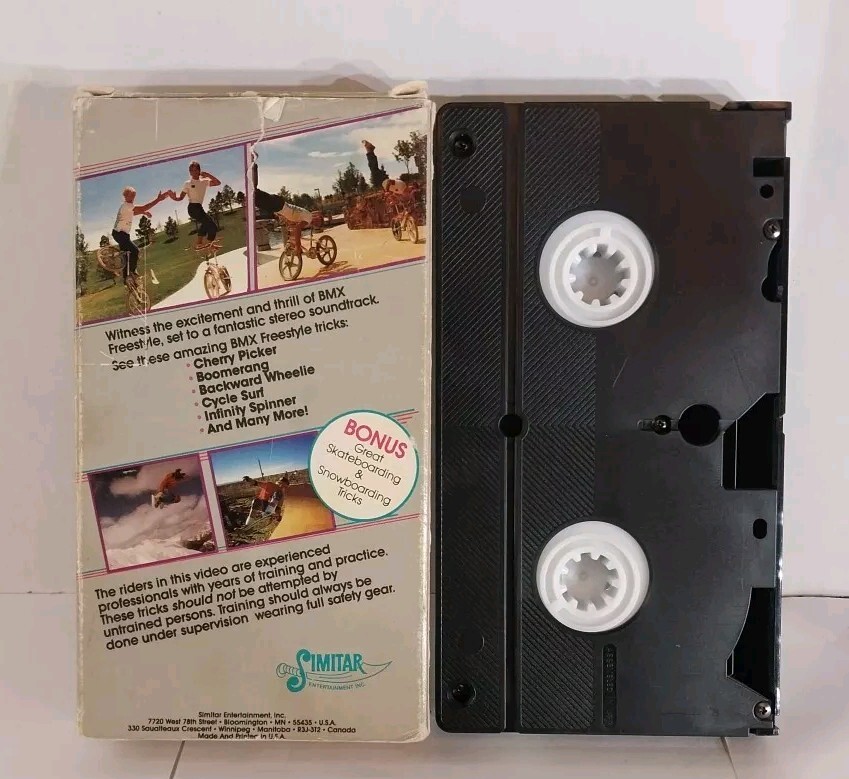 Witness the excitement and thrill of BMX
Freestyle, set to a fantastic stereo soundtrack.
See these amazing BMX Freestyle tricks:
• Cherry Picker
• Boomerang
• Backward Wheelie
• Cycle Surf
• Infinity Spinner
• And Many More!
BONUS
Great
Skateboarding
&
Snowboarding
Tricks
The riders in this video are experienced
professionals with years of training and practice.
These tricks should not be attempted by
untrained persons. Training should always be
done under supervision wearing full safety gear.
SIMITAR
ENTERTAINMENT INC.
Simitar Entertainment, Inc.
7720 West 78th Street • Bloomington • MN • 55435 • U.S.A.
330 Saulteaux Crescent • Winnipeg • Manitoba • R3J-3T2 • Canada
Made And Printed In U.S.A.